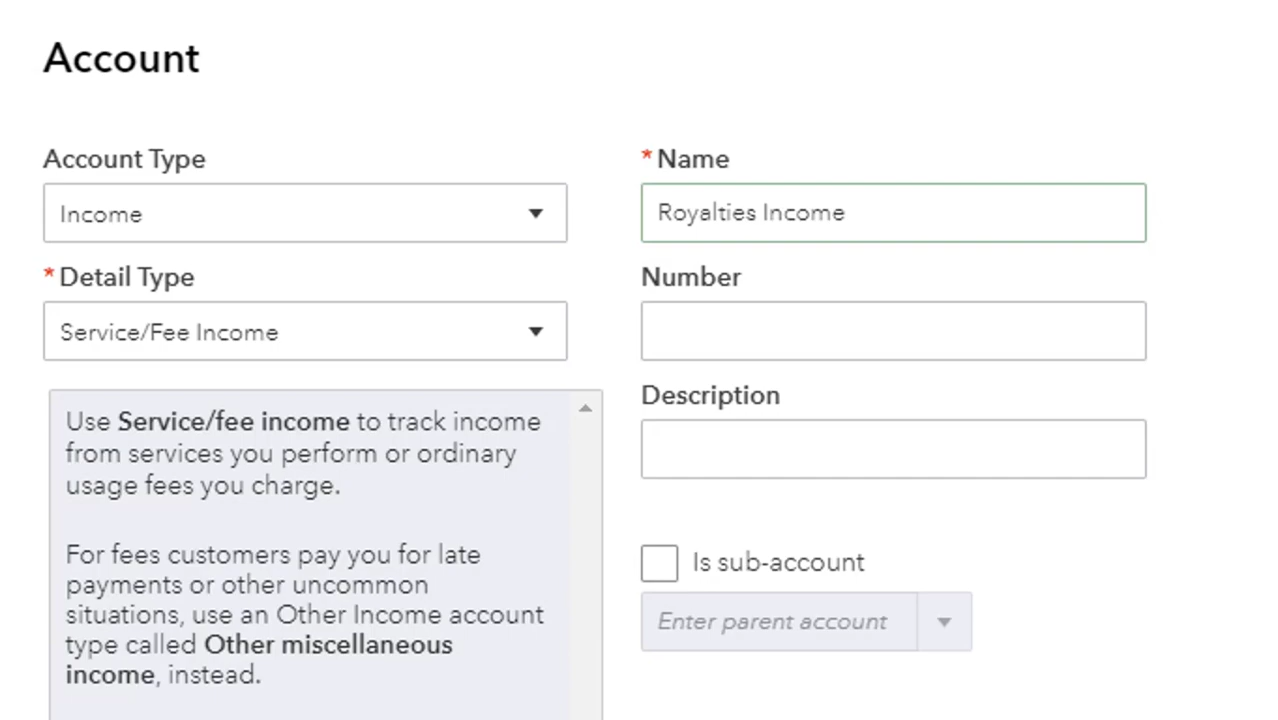 Account
Account Type
Income
* Detail Type
Service/Fee Income
Use Service/fee income to track income
from services you perform or ordinary
usage fees you charge.
For fees customers pay you for late
payments or other uncommon
situations, use an Other Income account
type called Other miscellaneous
income, instead.
* Name
Royalties Income
Number
Description
Is sub-account
Enter parent account